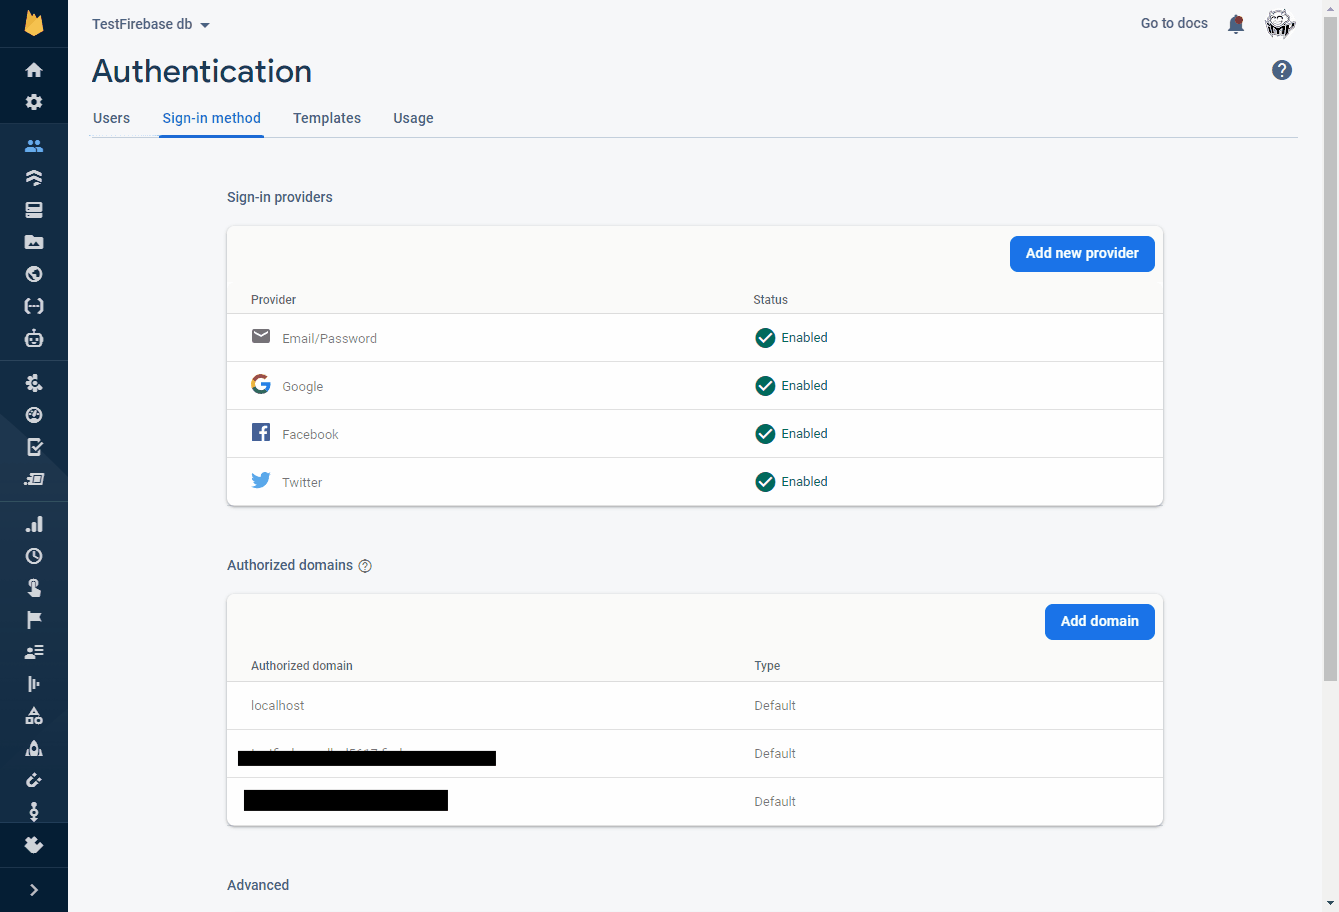 TestFirebase db
Go to docs
Authentication
Users Sign-in method Templates Usage
Sign-in providers
Add new provider
Provider Status
Email/Password Enabled
Google Enabled
Facebook Enabled
Twitter Enabled
Authorized domains
Add domain
Authorized domain Type
localhost Default
Default
Default
Advanced